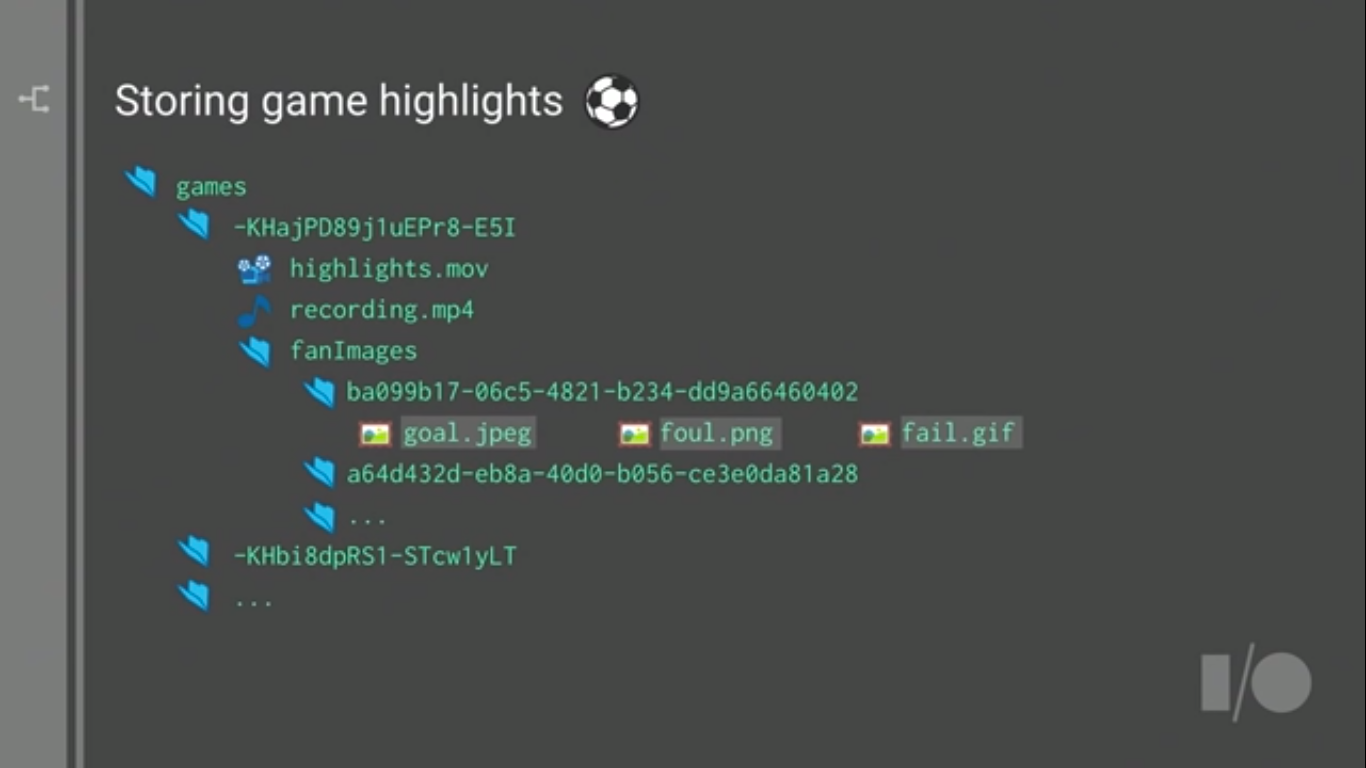 Storing game highlights
games
-KHajPD89j1uEPr8-E5I
highlights.mov
recording.mp4
fanImages
ba099b17-06c5-4821-b234-dd9a66460402
goal.jpeg foul.png fail.gif
a64d432d-eb8a-40d0-b056-ce3e0da81a28
...
-KHbi8dpRS1-STcw1yLT
...
I/O